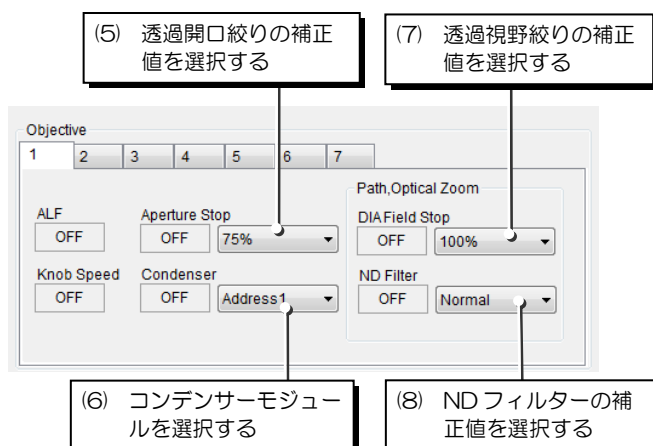 (5) 透過開口絞りの補正
値を選択する
(7) 透過視野絞りの補正
値を選択する
Objective
1 2 3 4 5 6 7
Path,Optical Zoom
ALF Aperture Stop DIA Field Stop
OFF OFF 75% OFF 100%
Knob Speed Condenser ND Filter
OFF OFF Address1 OFF Normal
(6) コンデンサーモジュー
ルを選択する
(8) ND フィルターの補
正値を選択する